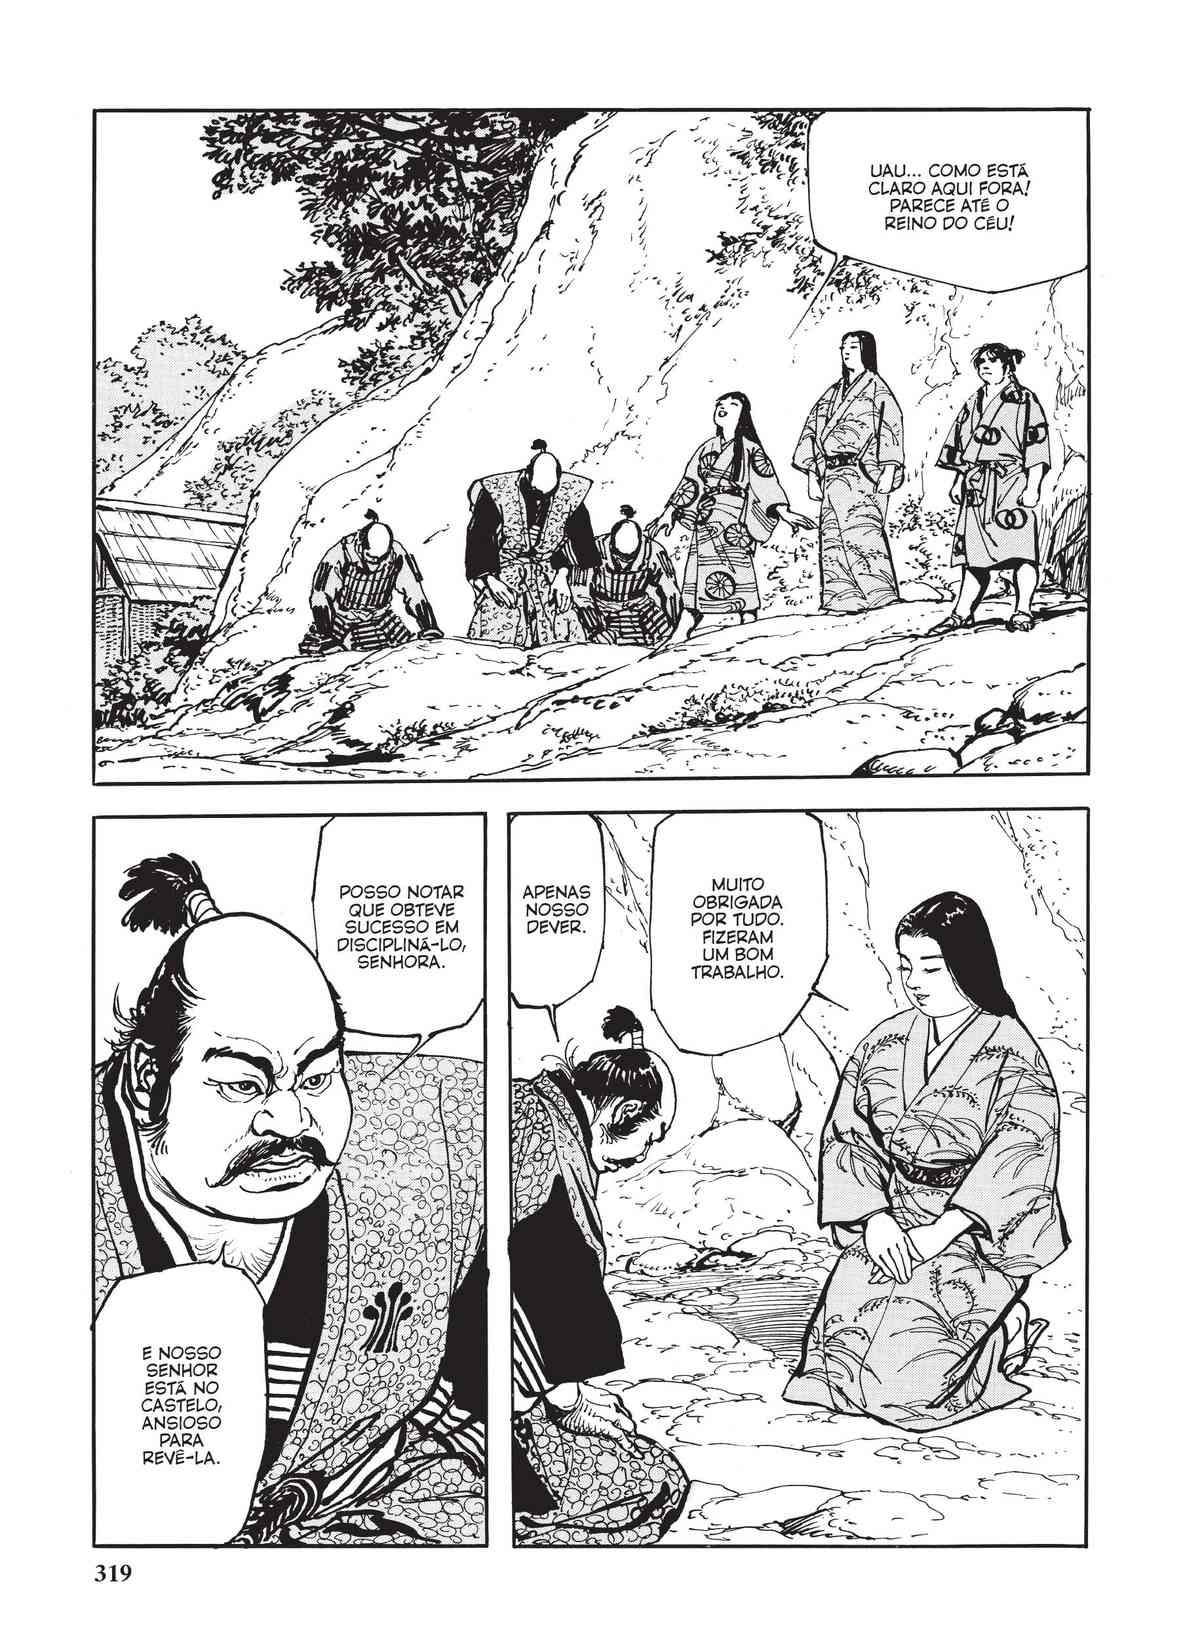 UAU... COMO ESTÁ
CLARO AQUI FORA!
PARECE ATÉ O
REINO DO CÉU!
MUITO
OBRIGADA
POR TUDO.
FIZERAM
UM BOM
TRABALHO.
APENAS
NOSSO
DEVER.
POSSO NOTAR
QUE OBTEVE
SUCESSO EM
DISCIPLINÁ-LO,
SENHORA.
E NOSSO
SENHOR
ESTÁ NO
CASTELO,
ANSIOSO
PARA
REVÊ-LA.
319